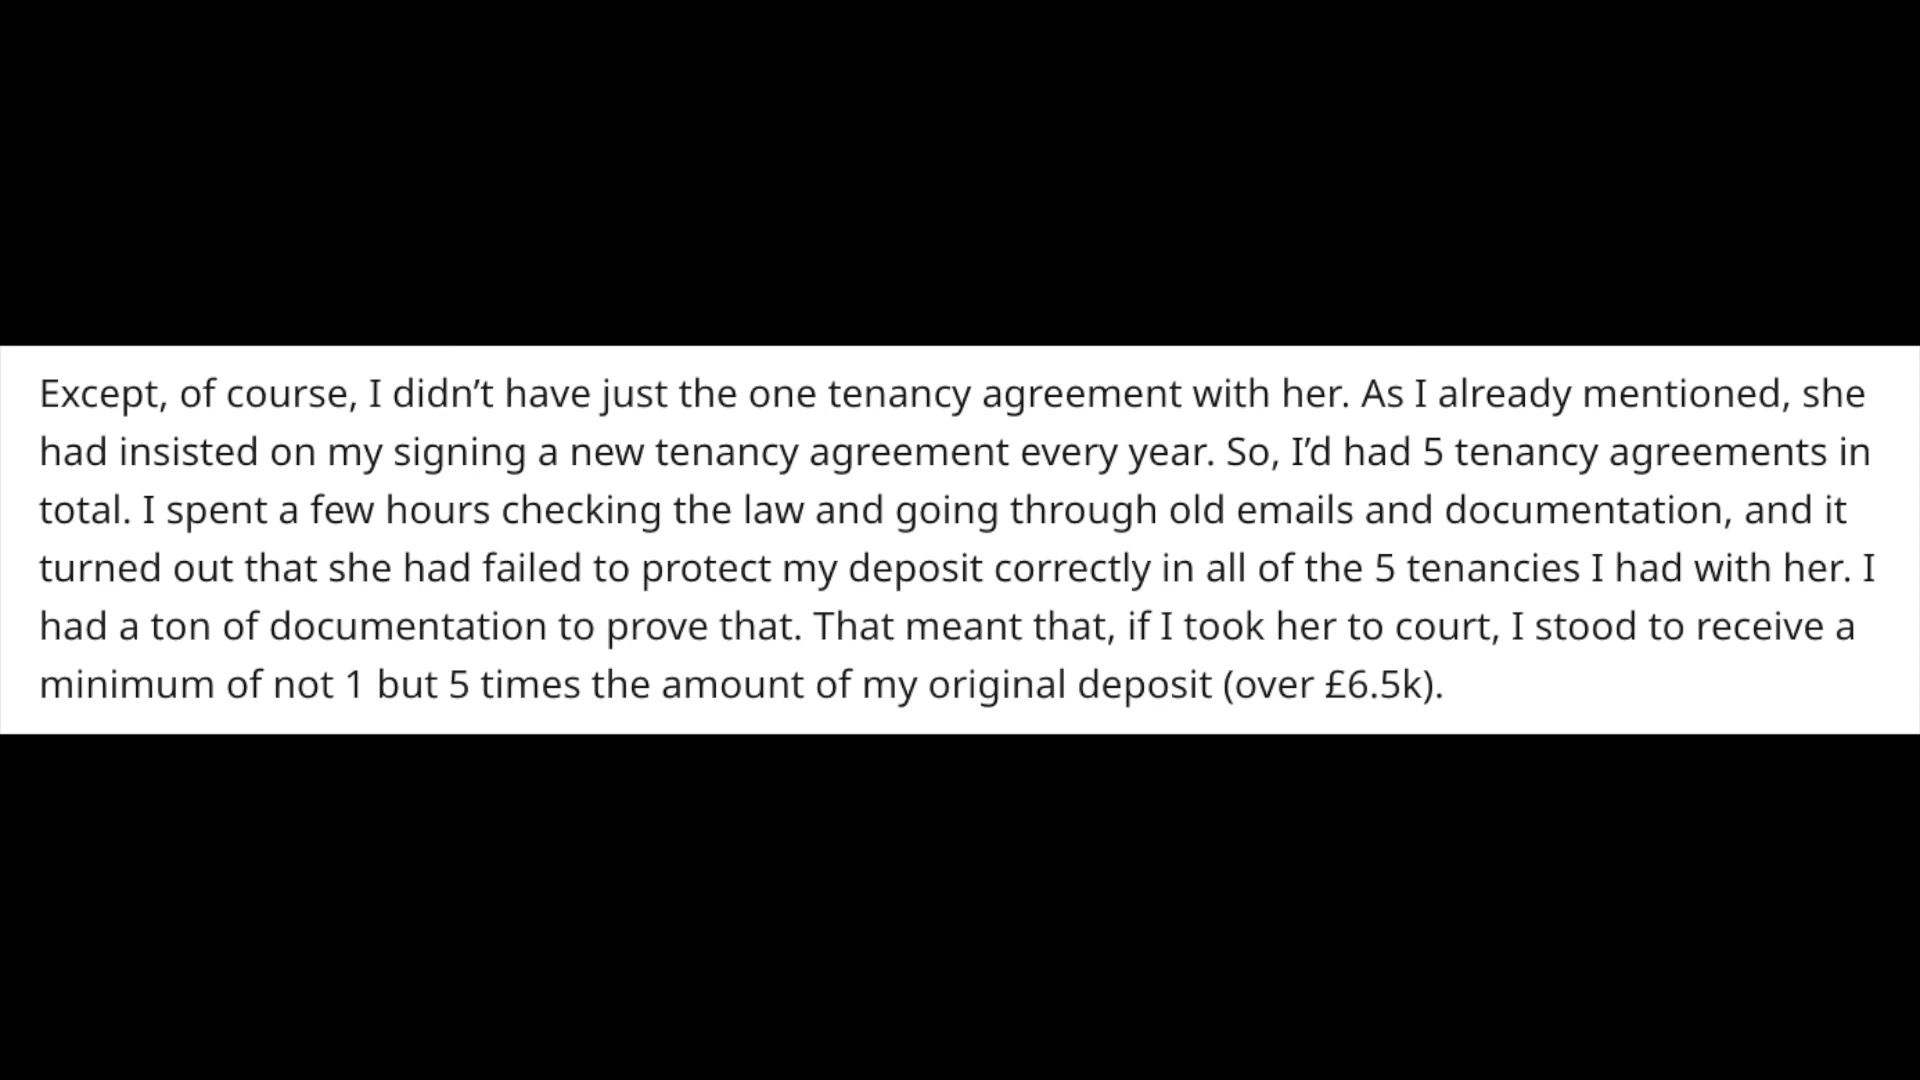 Except, of course, I didn’t have just the one tenancy agreement with her. As I already mentioned, she
had insisted on my signing a new tenancy agreement every year. So, I’d had 5 tenancy agreements in
total. I spent a few hours checking the law and going through old emails and documentation, and it
turned out that she had failed to protect my deposit correctly in all of the 5 tenancies I had with her. I
had a ton of documentation to prove that. That meant that, if I took her to court, I stood to receive a
minimum of not 1 but 5 times the amount of my original deposit (over £6.5k).